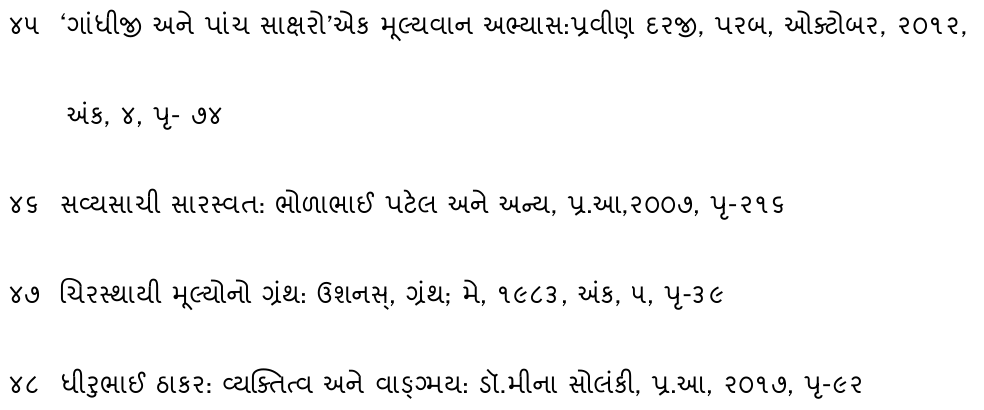 ૪૫ ‘ગાંધીજી અને પાંચ સાક્ષરો’એક મૂલ્યવાન અભ્યાસ:પ્રવીણ દરજી, પરબ, ઓક્ટોબર, ૨૦૧૨,
અંક, ૪, પૃ- ૭૪
૪૬ સવ્યસાચી સારસ્વત: ભોળાભાઈ પટેલ અને અન્ય, પ્ર.આ,૨૦૦૭, પૃ-૨૧૬
૪૭ ચિરસ્થાયી મૂલ્યોનો ગ્રંથ: ઉશનસ્, ગ્રંથ; મે, ૧૯૮૩, અંક, ૫, પૃ-૩૯
૪૮ ધીરુભાઈ ઠાકર: વ્યક્તિત્વ અને વાઙ્ગ્મય: ડૉ.મીના સોલંકી, પ્ર.આ, ૨૦૧૭, પૃ-૯૨